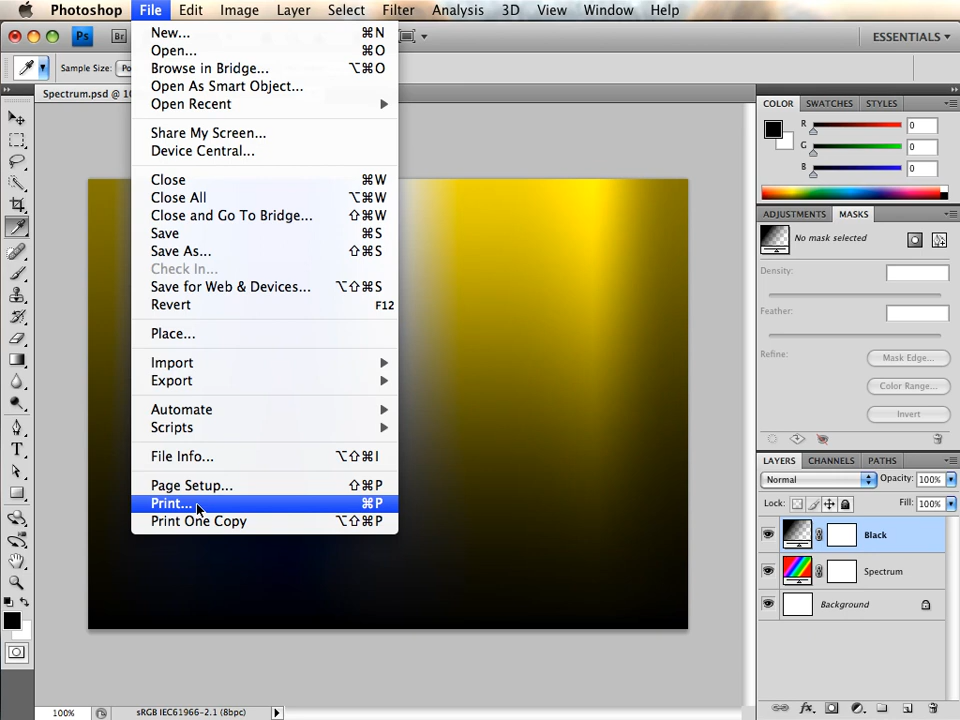 Photoshop File Edit Image Layer Select Filter Analysis 3D View Window Help
Ps Br ESSENTIALS
Sample Size: Po
Spectrum.psd @ 10
New... ⌘N
Open... ⌘O
Browse in Bridge... ⌥⌘O
Open As Smart Object...
Open Recent
Share My Screen...
Device Central...
Close ⌘W
Close All ⌥⌘W
Close and Go To Bridge... ⇧⌘W
Save ⌘S
Save As... ⇧⌘S
Check In...
Save for Web & Devices... ⌥⇧⌘S
Revert F12
Place...
Import
Export
Automate
Scripts
File Info... ⌥⇧⌘I
Page Setup... ⇧⌘P
Print... ⌘P
Print One Copy ⌥⇧⌘P
COLOR SWATCHES STYLES
R 0
G 0
B 0
ADJUSTMENTS MASKS
No mask selected
Density:
Feather:
Refine: Mask Edge...
Color Range...
Invert
LAYERS CHANNELS PATHS
Normal Opacity: 100%
Lock: Fill: 100%
Black
Spectrum
Background
T
100% sRGB IEC61966-2.1 (8bpc)
fx